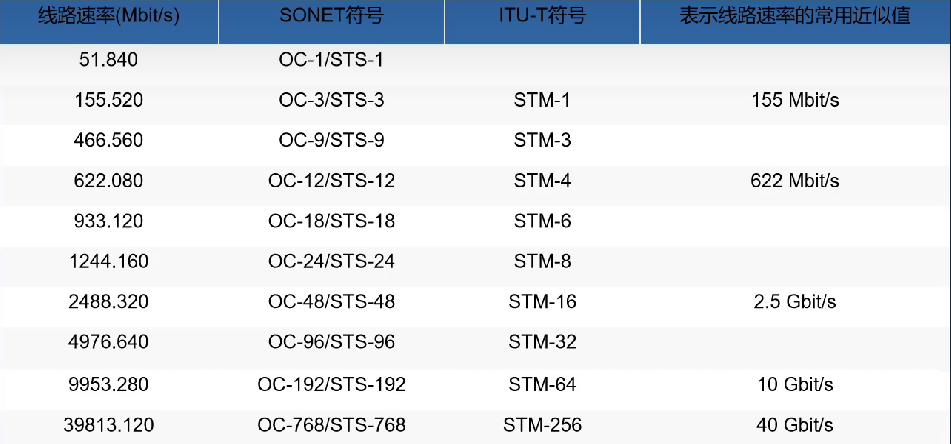 线路速率(Mbit/s) SONET符号 ITU-T符号 表示线路速率的常用近似值
51.840 OC-1/STS-1
155.520 OC-3/STS-3 STM-1 155 Mbit/s
466.560 OC-9/STS-9 STM-3
622.080 OC-12/STS-12 STM-4 622 Mbit/s
933.120 OC-18/STS-18 STM-6
1244.160 OC-24/STS-24 STM-8
2488.320 OC-48/STS-48 STM-16 2.5 Gbit/s
4976.640 OC-96/STS-96 STM-32
9953.280 OC-192/STS-192 STM-64 10 Gbit/s
39813.120 OC-768/STS-768 STM-256 40 Gbit/s